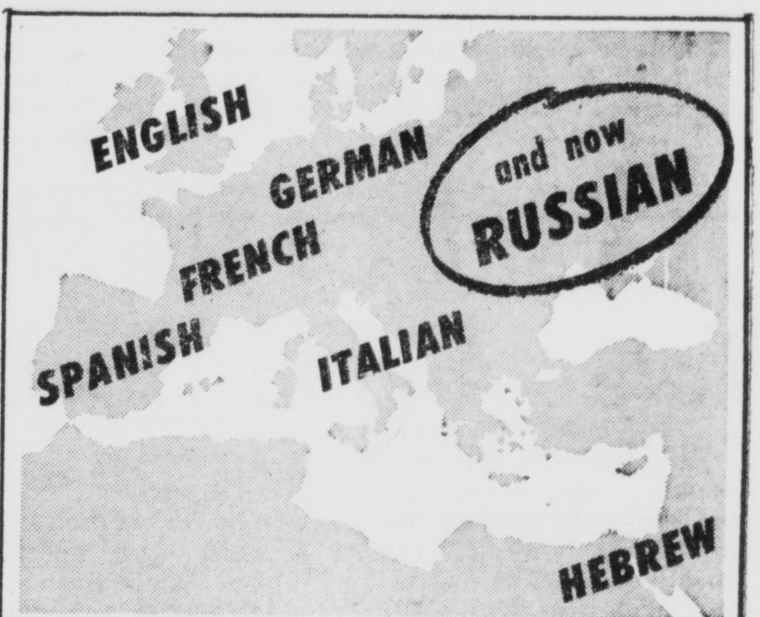 ENGLISH
GERMAN
and now
RUSSIAN
FRENCH
SPANISH
ITALIAN
HEBREW